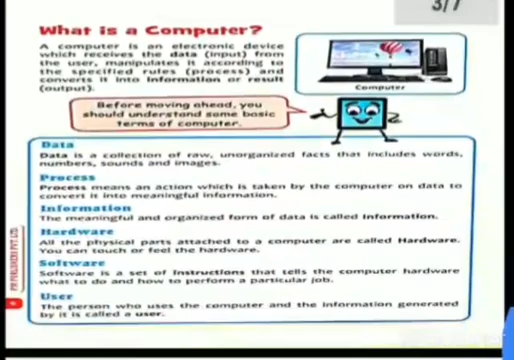 3/7
What is a Computer?
A computer is an electronic device
which receives the data (input) from
the user, manipulates it according to
the specified rules (process) and
converts it into information or result
(output).
Computer
Before moving ahead, you
should understand some basic
terms of computer.
Data
Data is a collection of raw, unorganized facts that includes words,
numbers, sounds and images.
Process
Process means an action which is taken by the computer on data to
convert it into meaningful information.
Information
The meaningful and organized form of data is called information.
Hardware
All the physical parts attached to a computer are called Hardware.
You can touch or feel the hardware.
Software
Software is a set of instructions that tells the computer hardware
what to do and how to perform a particular job.
User
The person who uses the computer and the information generated
by it is called a user.